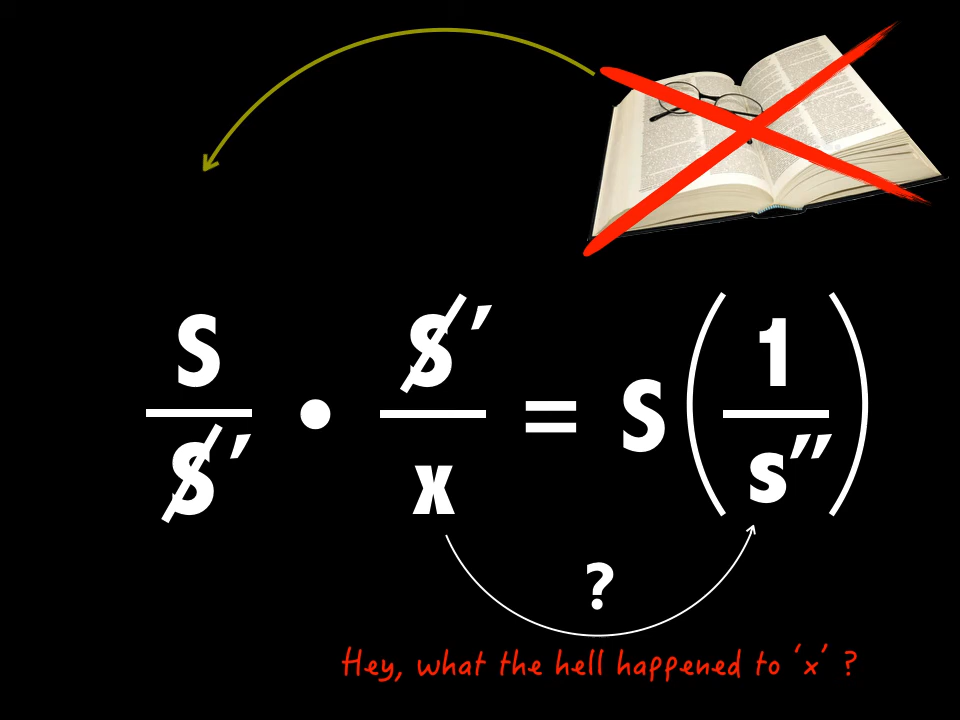 S/S′ • S′/x = S(1/s″)
?
Hey, what the hell happened to 'x' ?